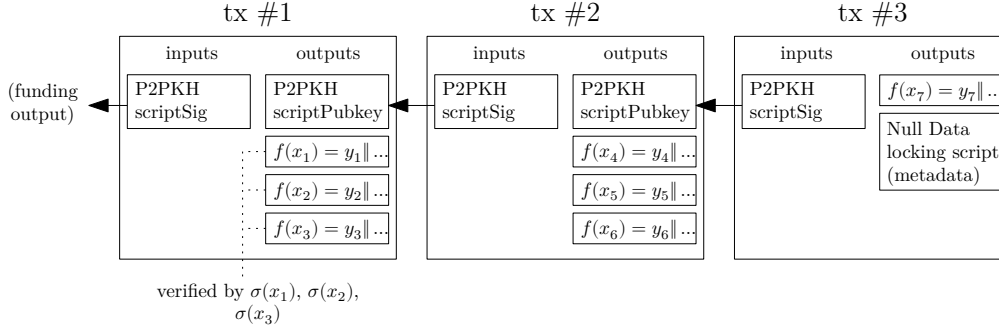 tx #1
tx #2
tx #3
inputs
outputs
inputs
outputs
inputs
outputs
(funding
output)
P2PKH
scriptSig
P2PKH
scriptPubkey
f(x₁) = y₁‖ ...
f(x₂) = y₂‖ ...
f(x₃) = y₃‖ ...
P2PKH
scriptSig
P2PKH
scriptPubkey
f(x₄) = y₄‖ ...
f(x₅) = y₅‖ ...
f(x₆) = y₆‖ ...
P2PKH
scriptSig
f(x₇) = y₇‖ ...
Null Data
locking script
(metadata)
verified by σ(x₁), σ(x₂),
σ(x₃)